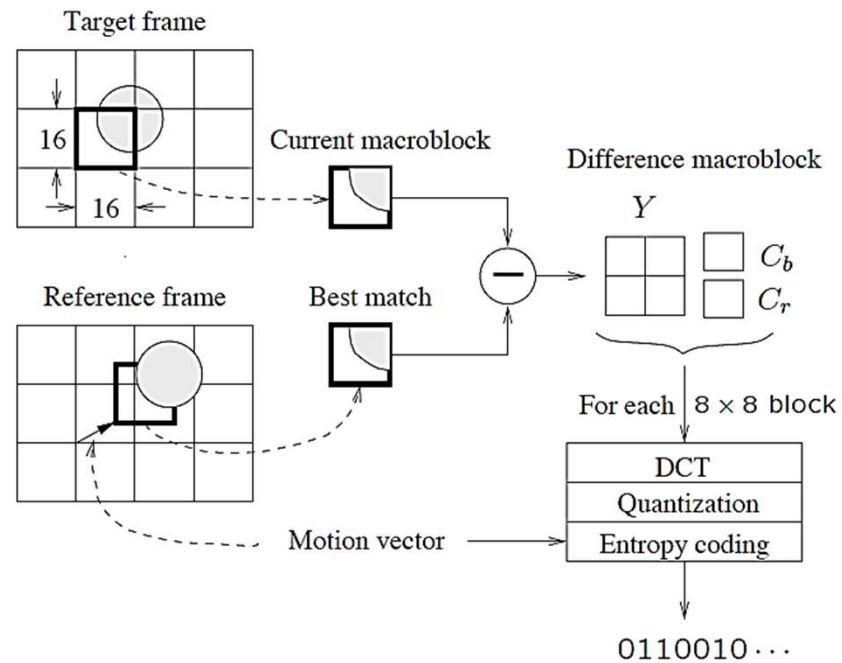 Target frame
16
16
Current macroblock
Difference macroblock
Y
C_b
C_r
Reference frame
Best match
For each 8 × 8 block
DCT
Quantization
Motion vector
Entropy coding
0110010···